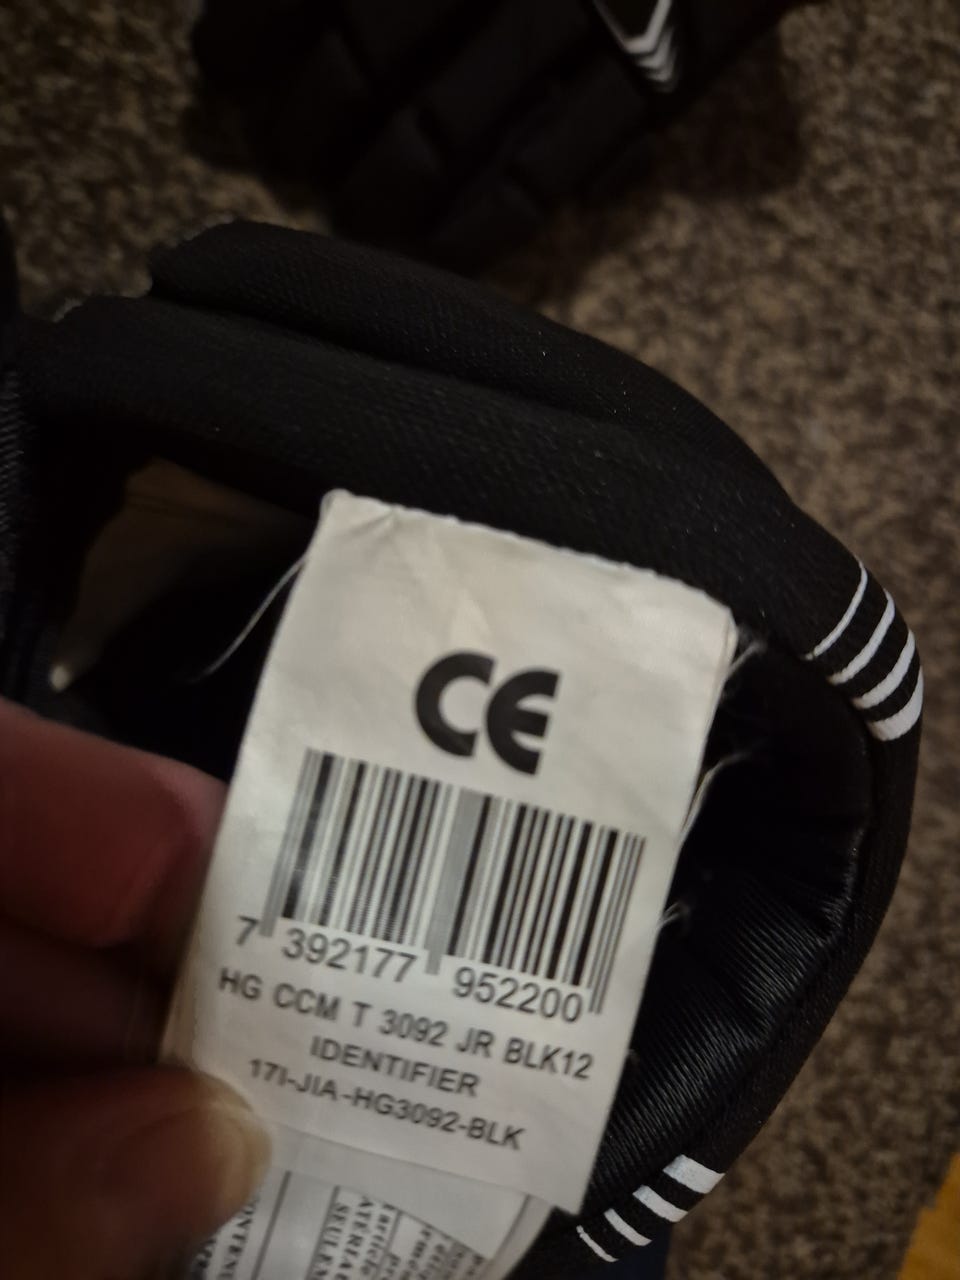 CE
7 392177 952200
HG CCM T 3092 JR BLK12
IDENTIFIER
17I-JIA-HG3092-BLK